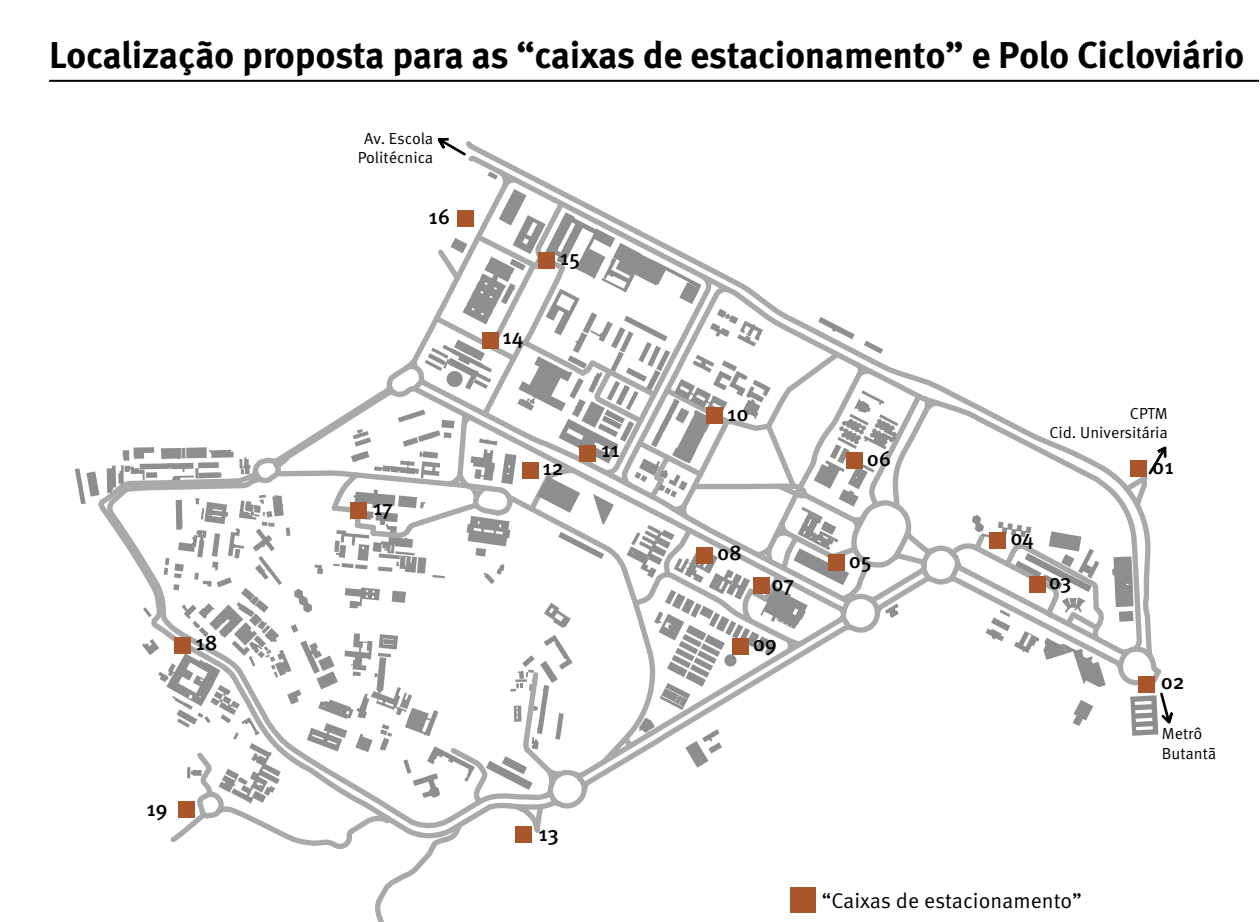 Localização proposta para as “caixas de estacionamento” e Polo Cicloviário
Av. Escola
Politécnica
16
15
14
10
CPTM
Cid. Universitária
11
06
01
12
17
04
08
05
03
07
18
09
02
Metrô
Butantã
19
13
“Caixas de estacionamento”